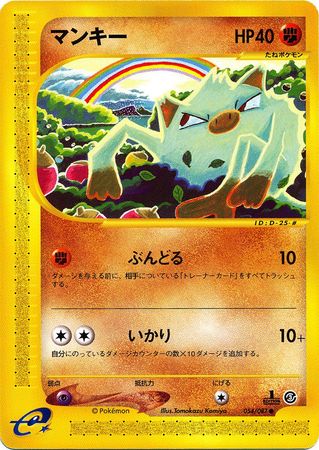 マンキー HP40
たねポケモン
ID:D-25-#
ぶんどる 10
ダメージを与える前に、相手についている「トレーナーカード」をすべてトラッシュ
する。
いかり 10+
自分にのっているダメージカウンターの数×10ダメージを追加する。
弱点 抵抗力 にげる
© Pokémon Illus.Tomokazu Komiya 1 EDITION 054/087 ●
e